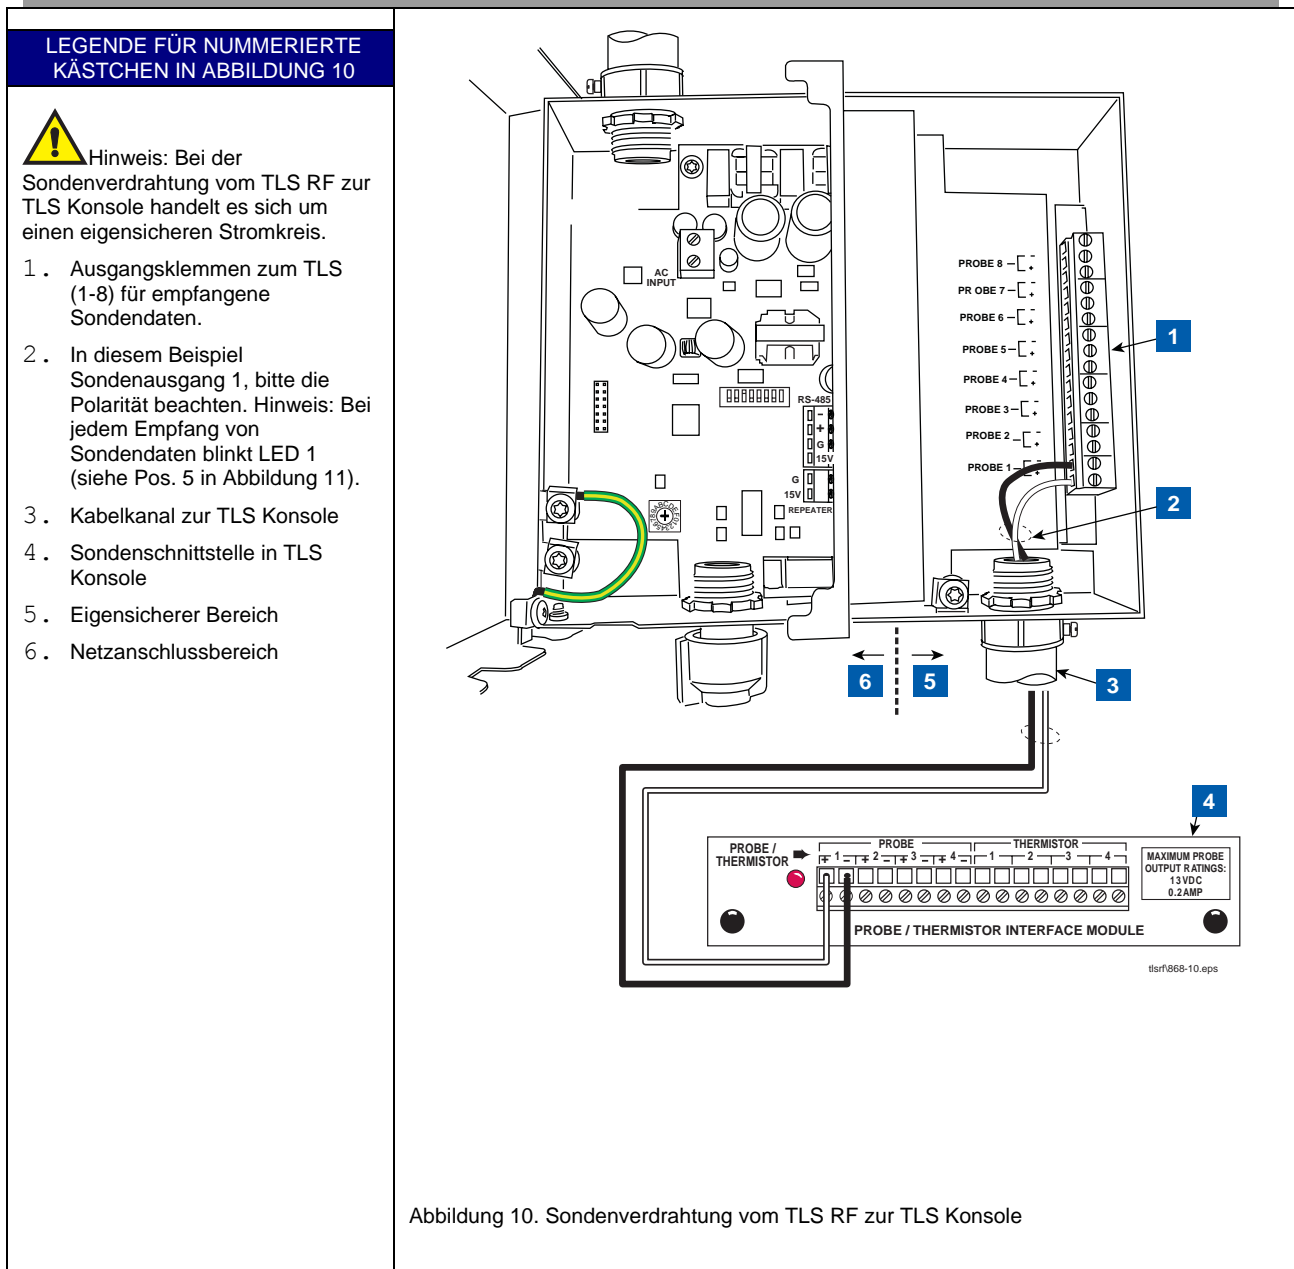 LEGENDE FÜR NUMMERIERTE
KÄSTCHEN IN ABBILDUNG 10
Hinweis: Bei der
Sondenverdrahtung vom TLS RF zur
TLS Konsole handelt es sich um
einen eigensicheren Stromkreis.
1. Ausgangsklemmen zum TLS
(1-8) für empfangene
Sondendaten.
2. In diesem Beispiel
Sondenausgang 1, bitte die
Polarität beachten. Hinweis: Bei
jedem Empfang von
Sondendaten blinkt LED 1
(siehe Pos. 5 in Abbildung 11).
3. Kabelkanal zur TLS Konsole
4. Sondenschnittstelle in TLS
Konsole
5. Eigensicherer Bereich
6. Netzanschlussbereich
AC
INPUT
RS-485
-
+
G
15V
G
15V
REPEATER
PROBE 8 - +
PR OBE 7 - +
PROBE 6 - +
PROBE 5 - +
PROBE 4 - +
PROBE 3 - +
PROBE 2 - +
PROBE 1 - +
1
2
3
6 5
4
PROBE /
THERMISTOR
PROBE THERMISTOR
+ 1 - + 2 - + 3 - + 4 - 1 2 3 4
MAXIMUM PROBE
OUTPUT RATINGS:
13VDC
0.2AMP
PROBE / THERMISTOR INTERFACE MODULE
tlsrf\868-10.eps
Abbildung 10. Sondenverdrahtung vom TLS RF zur TLS Konsole